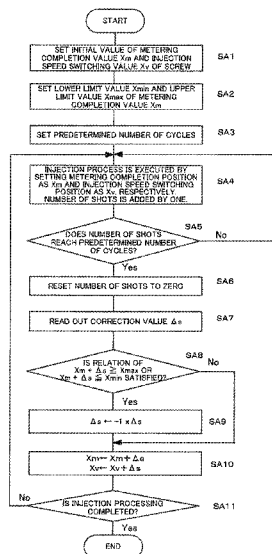 START
SET INITIAL VALUE OF METERING
COMPLETION VALUE Xm AND INJECTION
SPEED SWITCHING VALUE Xv OF SCREW
SA1
SET LOWER LIMIT VALUE Xmin AND UPPER
LIMIT VALUE Xmax OF METERING
COMPLETION VALUE Xm
SA2
SET PREDETERMINED NUMBER OF CYCLES
SA3
INJECTION PROCESS IS EXECUTED BY
SETTING METERING COMPLETION POSITION
AS Xm AND INJECTION SPEED SWITCHING
POSITION AS Xv, RESPECTIVELY.
NUMBER OF SHOTS IS ADDED BY ONE.
SA4
SA5
DOES NUMBER OF SHOTS
REACH PREDETERMINED NUMBER
OF CYCLES?
No
Yes
RESET NUMBER OF SHOTS TO ZERO
SA6
READ OUT CORRECTION VALUE Δs
SA7
SA8
IS RELATION OF
Xm + Δs ≧ Xmax OR
Xm + Δs ≦ Xmin SATISFIED?
No
Yes
Δs ← -1 x Δs
SA9
Xm ← Xm + Δs
Xv ← Xv + Δs
SA10
No
IS INJECTION PROCESSING
COMPLETED?
SA11
Yes
END